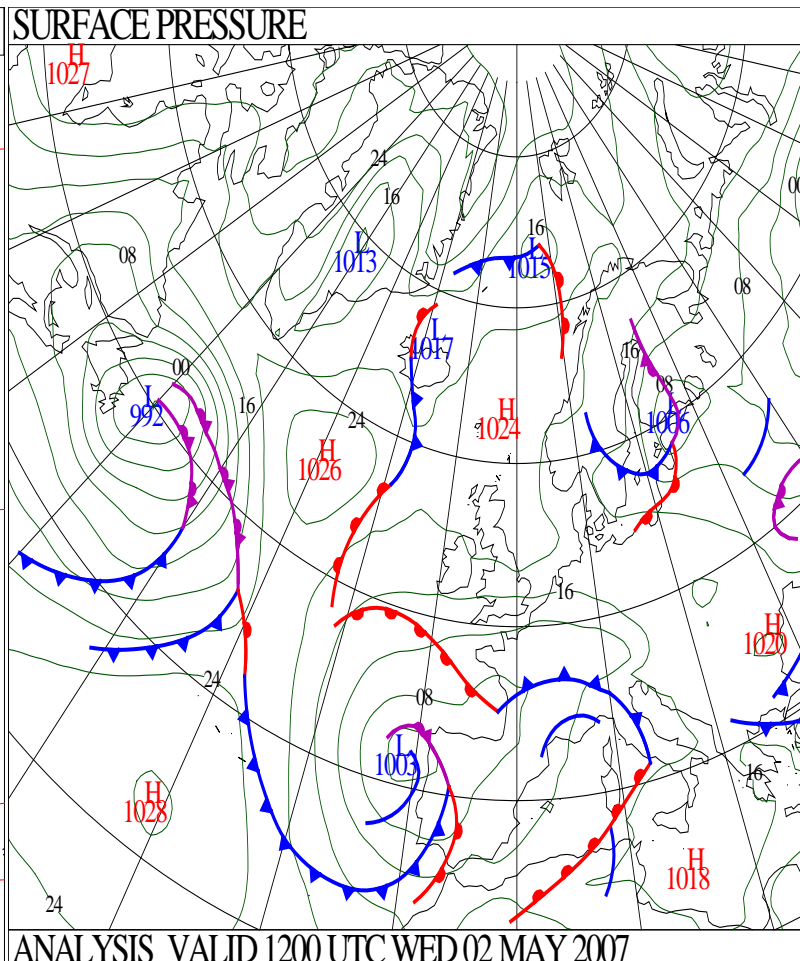 SURFACE PRESSURE
H
1027
24
16
00
16
L
1013
L
1015
08
08
L
1017
16
00
08
L
992
16
24
H
1024
L
1006
H
1026
16
H
1020
24
08
L
1003
16
H
1028
H
1018
24
ANALYSIS VALID 1200 UTC WED 02 MAY 2007